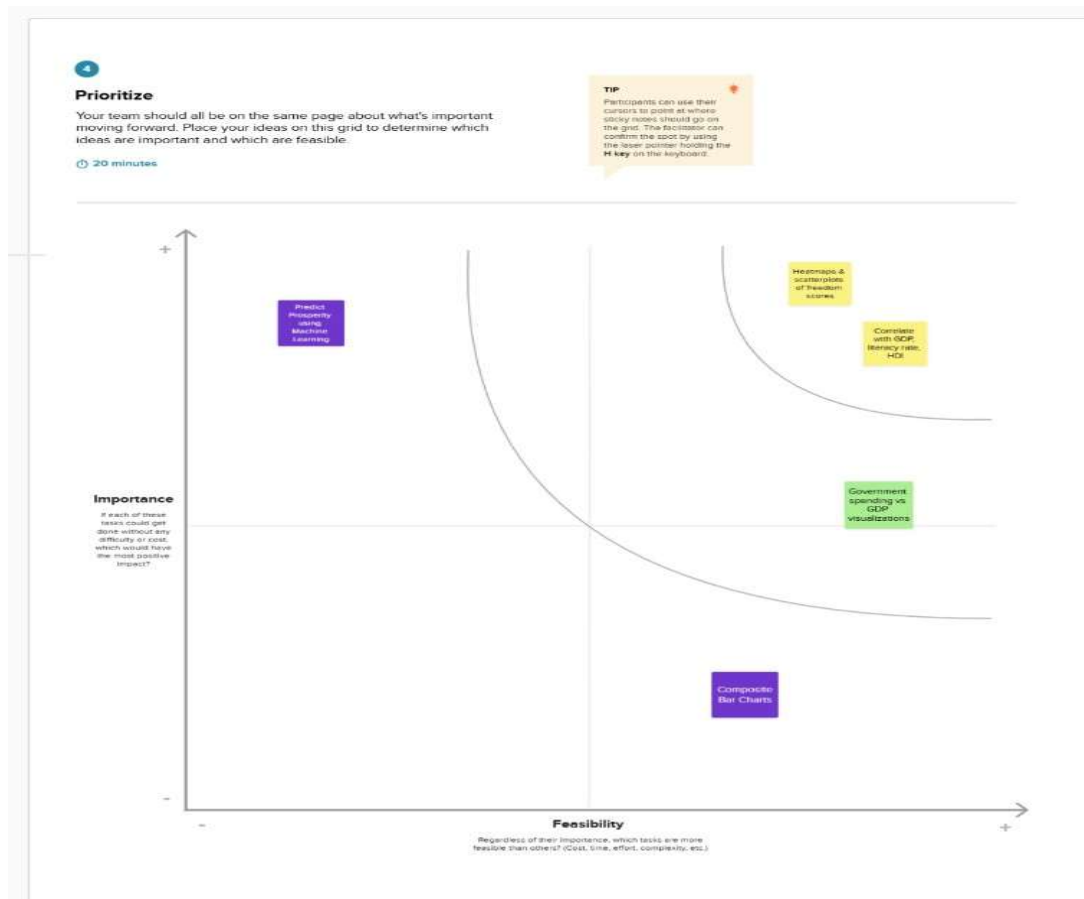 4
Prioritize
Your team should all be on the same page about what's important
moving forward. Place your ideas on this grid to determine which
ideas are important and which are feasible.
20 minutes
TIP
Participants can use their
cursors to point at where
sticky notes should go on
the grid. The facilitator can
confirm the spot by using
the laser pointer holding the
H key on the keyboard.
+
Heatmaps &
scatterplots
of freedom
scores
Predict
Prosperity
using
Machine
Learning
Correlate
with GDP,
literacy rate,
HDI
Importance
If each of these
tasks could get
done without any
difficulty or cost,
which would have
the most positive
impact?
Government
spending vs
GDP
visualizations
Composite
Bar Charts
-
-
Feasibility
+
Regardless of their importance, which tasks are more
feasible than others? (Cost, time, effort, complexity, etc.)